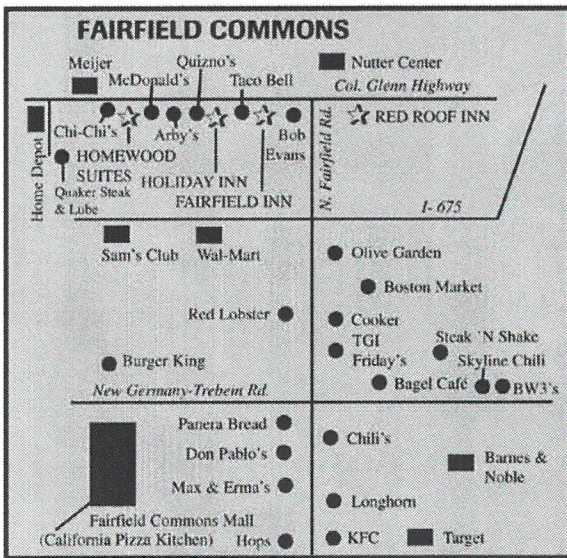 FAIRFIELD COMMONS
Meijer
Quizno's
McDonald's
Taco Bell
Nutter Center
Col. Glenn Highway
Chi-Chi's
Arby's
Bob
Evans
RED ROOF INN
N. Fairfield Rd.
Home Depot
HOMEWOOD
SUITES
HOLIDAY INN
FAIRFIELD INN
Quaker Steak
& Lube
I- 675
Sam's Club
Wal-Mart
Olive Garden
Boston Market
Red Lobster
Cooker
TGI
Friday's
Steak 'N Shake
Skyline Chili
Burger King
Bagel Café
BW3's
New Germany-Trebein Rd.
Panera Bread
Don Pablo's
Max & Erma's
Chili's
Barnes &
Noble
Longhorn
Fairfield Commons Mall
(California Pizza Kitchen)
Hops
KFC
Target